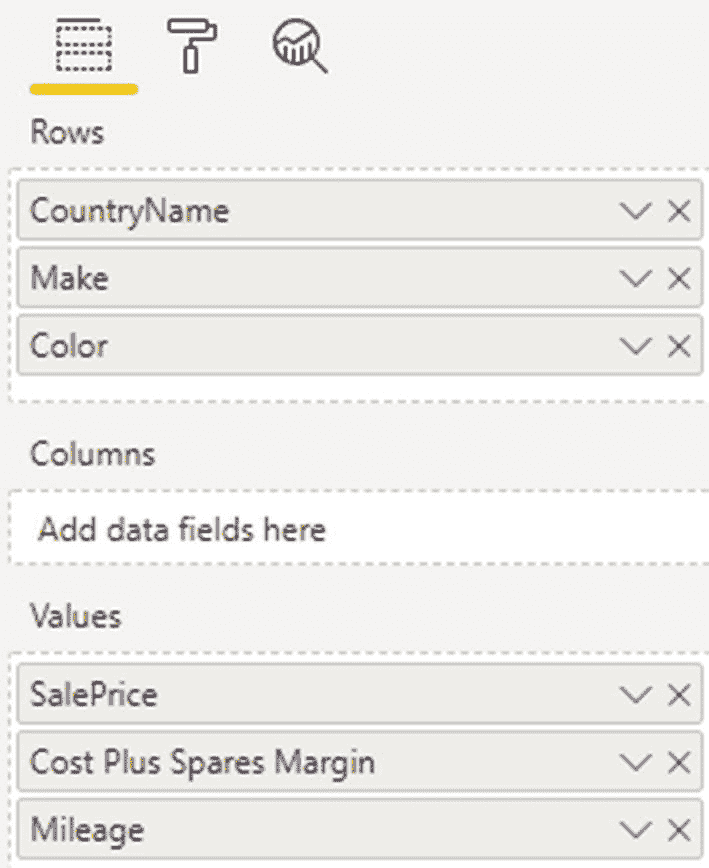 Rows
CountryName
Make
Color
Columns
Add data fields here
Values
SalePrice
Cost Plus Spares Margin
Mileage